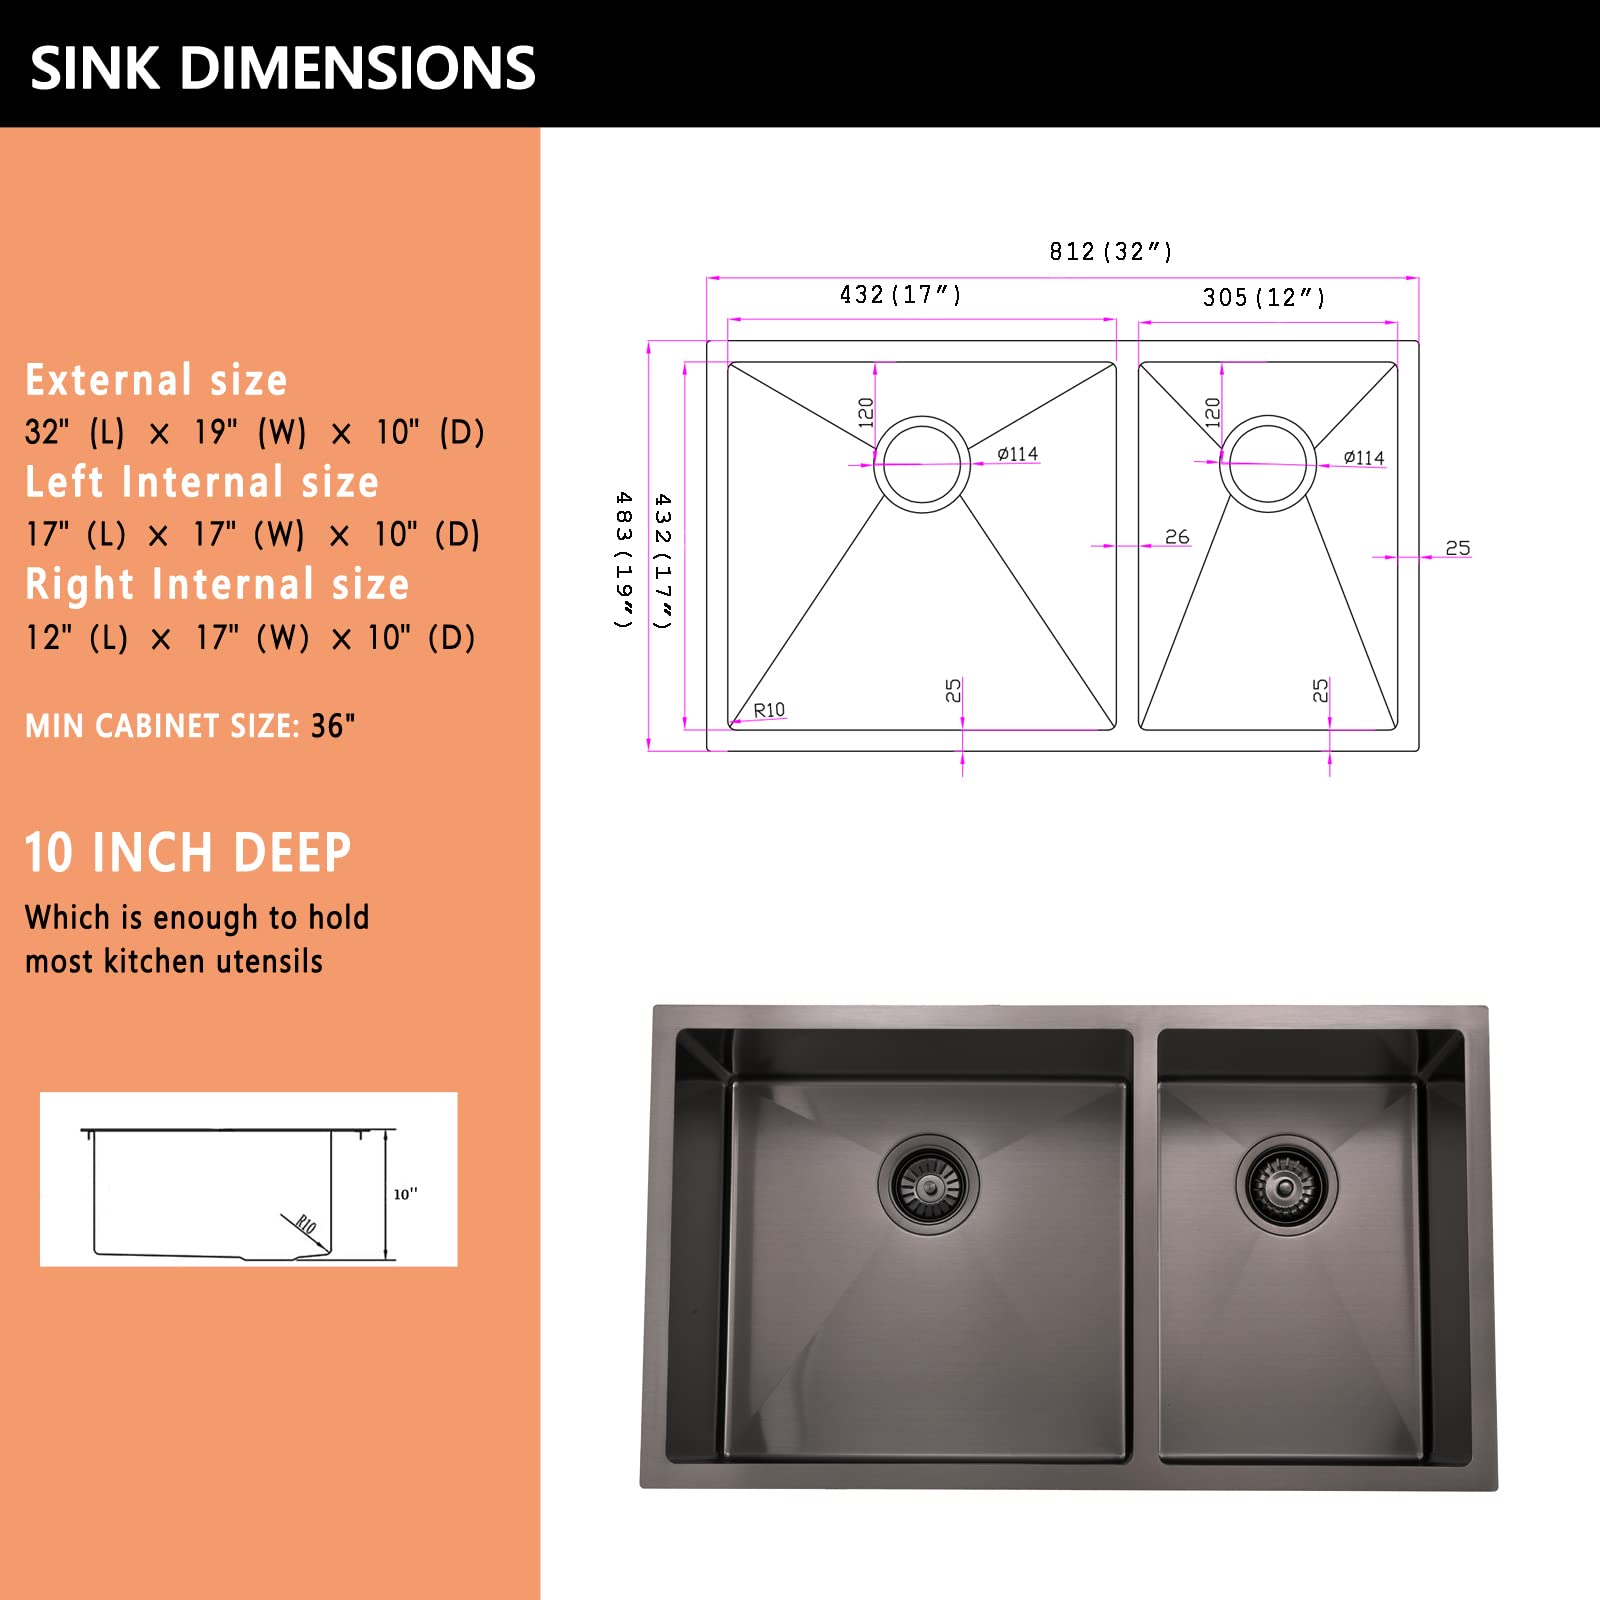 SINK DIMENSIONS
External size
32" (L) × 19" (W) × 10" (D)
Left Internal size
17" (L) × 17" (W) × 10" (D)
Right Internal size
12" (L) × 17" (W) × 10" (D)
MIN CABINET SIZE: 36"
10 INCH DEEP
Which is enough to hold
most kitchen utensils
10''
R10
812(32")
432(17")
305(12")
120
120
Ø114
Ø114
483(19")
432(17")
26
25
R10
25
25